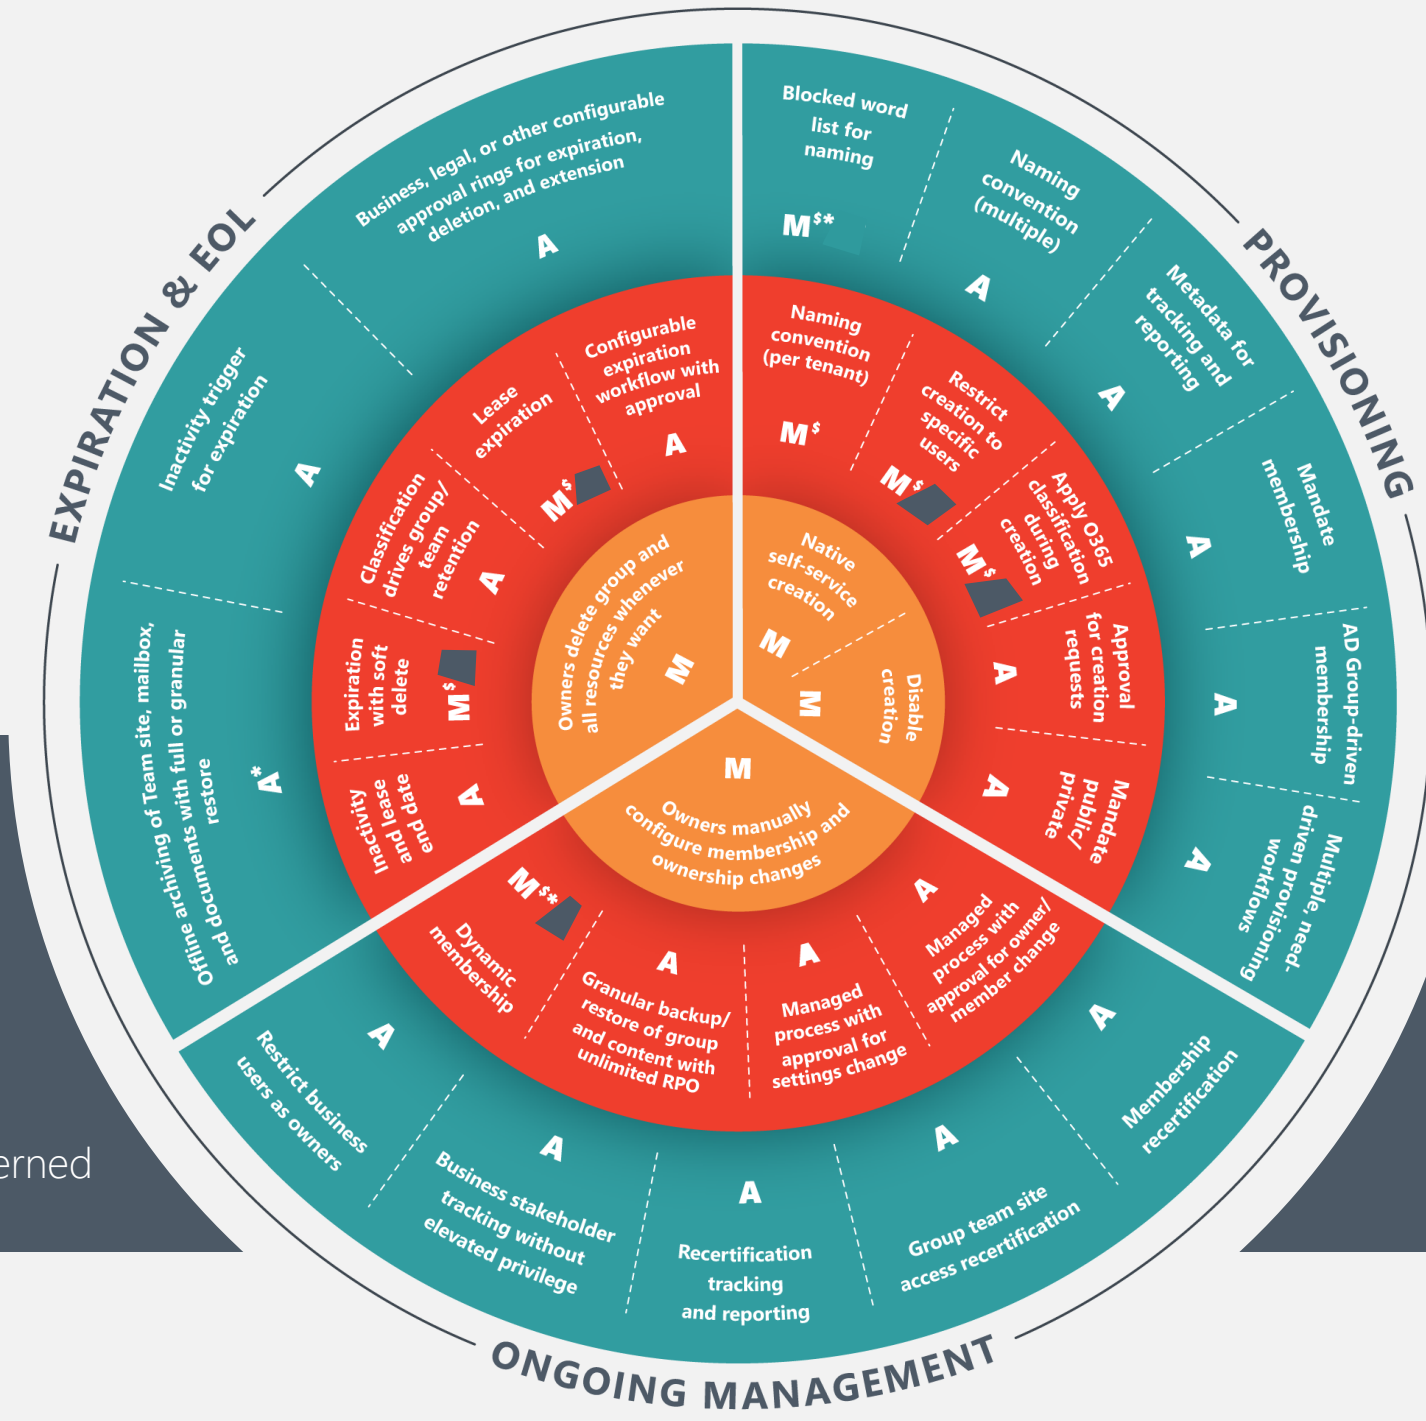 EXPIRATION & EOL
PROVISIONING
ONGOING MANAGEMENT
Business, legal, or other configurable
approval rings for expiration,
deletion, and extension
A
Inactivity trigger
for expiration
A
Offline archiving of Team site, mailbox,
and documents with full or granular
restore
A*
Configurable
expiration
workflow with
approval
A
Lease
expiration
M$
Classification
drives group/
team
retention
A
Expiration
with soft
delete
M$
Inactivity
and lease
end date
A
Owners delete group and
all resources whenever
they want
M
Blocked word
list for
naming
M$*
Naming
convention
(multiple)
A
Metadata for
tracking and
reporting
A
Mandate
membership
A
AD Group-driven
membership
A
Multiple, need-
driven provisioning
workflows
A
Naming
convention
(per tenant)
M$
Restrict
creation to
specific
users
M$
Apply O365
classification
during
creation
M$
Approval
for creation
requests
A
Mandate
public/
private
A
Native
self-service
creation
M
Disable
creation
M
M
Owners manually
configure membership and
ownership changes
M$*
Dynamic
membership
A
Granular backup/
restore of group
and content with
unlimited RPO
A
Managed
process with
approval for
settings change
A
Managed
process with
approval for owner/
member change
A
Restrict business
users as owners
A
Business stakeholder
tracking without
elevated privilege
A
Recertification
tracking
and reporting
A
Group team site
access recertification
A
Membership
recertification
erned